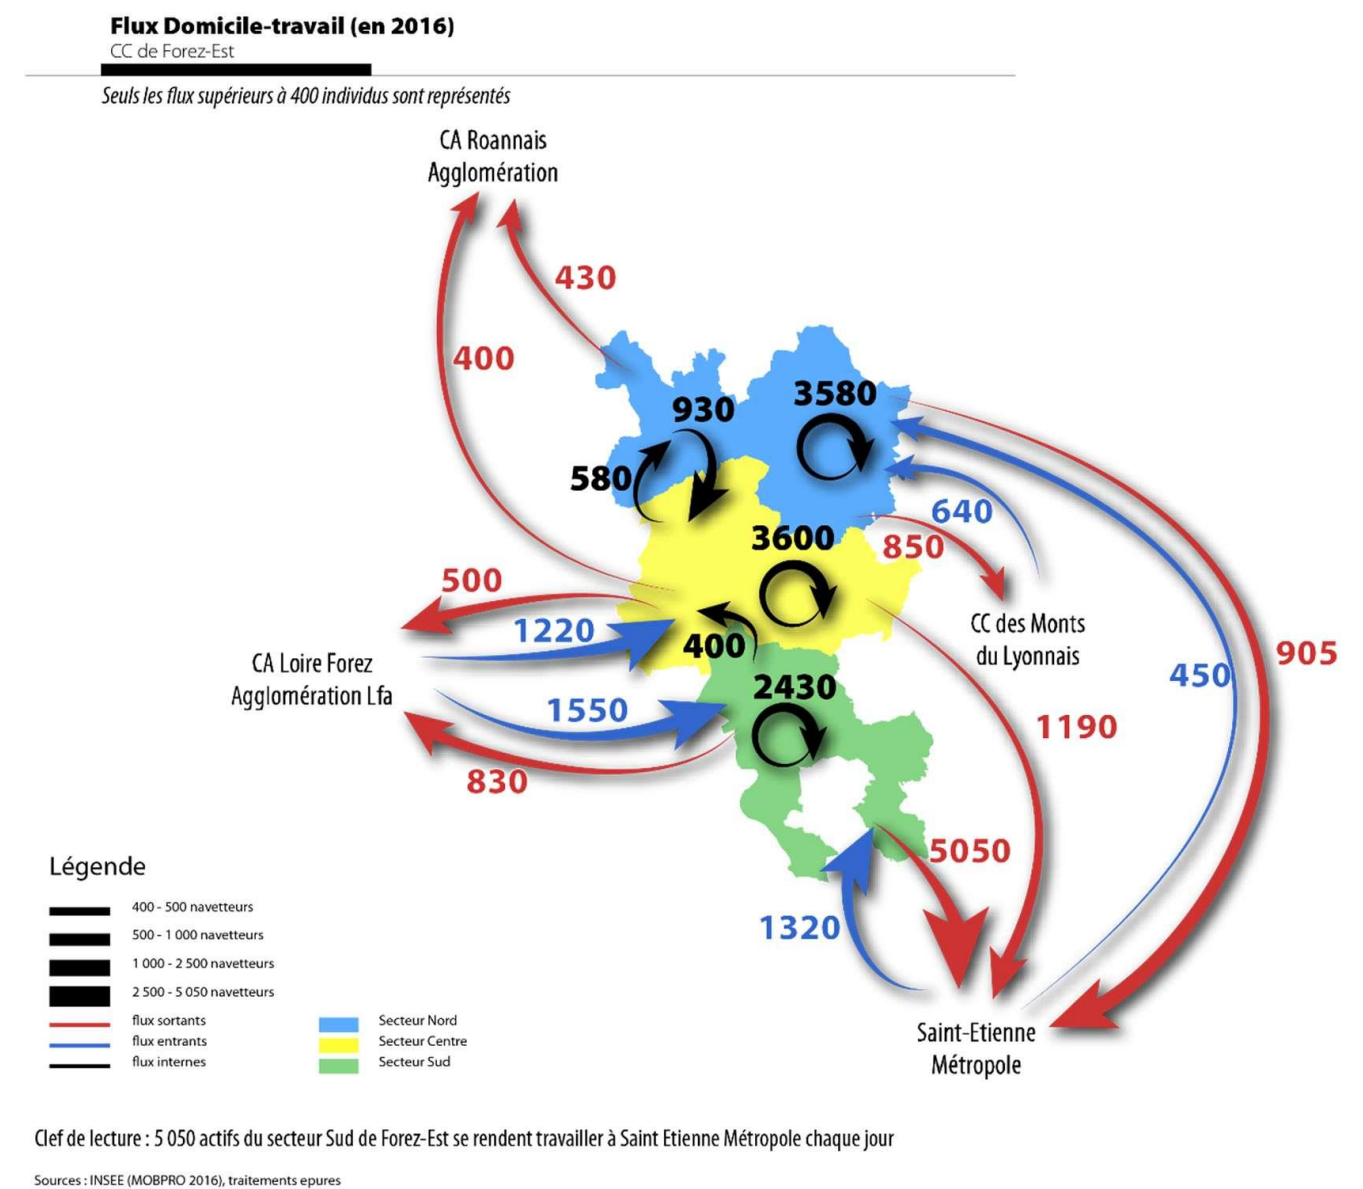 Flux Domicile-travail (en 2016)
CC de Forez-Est
Seuls les flux supérieurs à 400 individus sont représentés
CA Roannais
Agglomération
430
400
3580
930
580
640
3600
850
500
1220
400
CC des Monts
du Lyonnais
CA Loire Forez
Agglomération Lfa
905
450
2430
1550
1190
830
5050
1320
Légende
400 - 500 navetteurs
500 - 1 000 navetteurs
1 000 - 2 500 navetteurs
2 500 - 5 050 navetteurs
flux sortants
flux entrants
flux internes
Secteur Nord
Secteur Centre
Secteur Sud
Saint-Etienne
Métropole
Clef de lecture : 5 050 actifs du secteur Sud de Forez-Est se rendent travailler à Saint Etienne Métropole chaque jour
Sources : INSEE (MOBPRO 2016), traitements epures